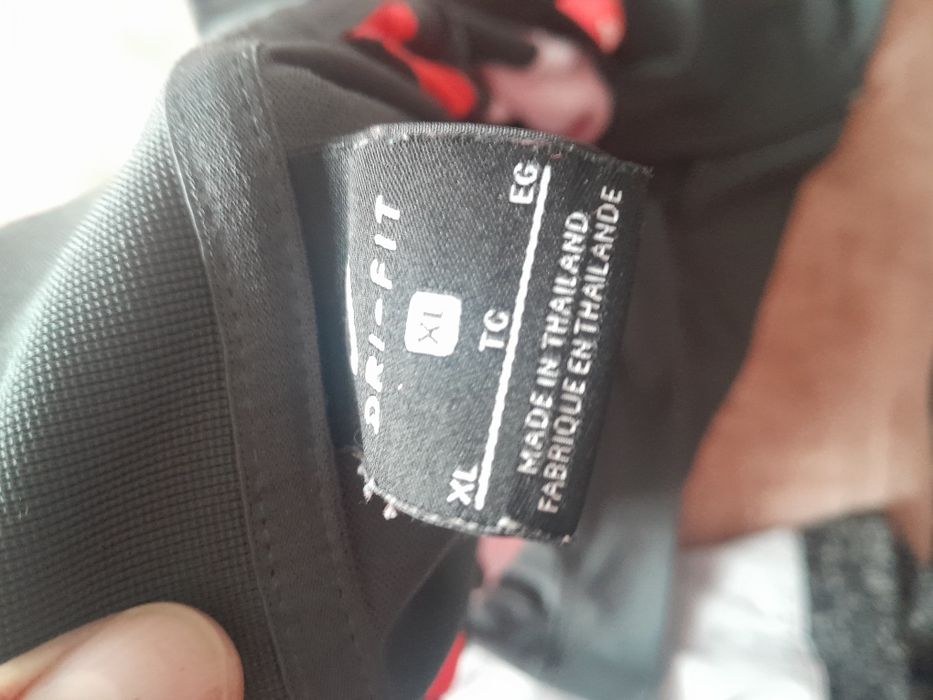 DRI-FIT
XL
XL TG EG
MADE IN THAILAND
FABRIQUE EN THAILANDE